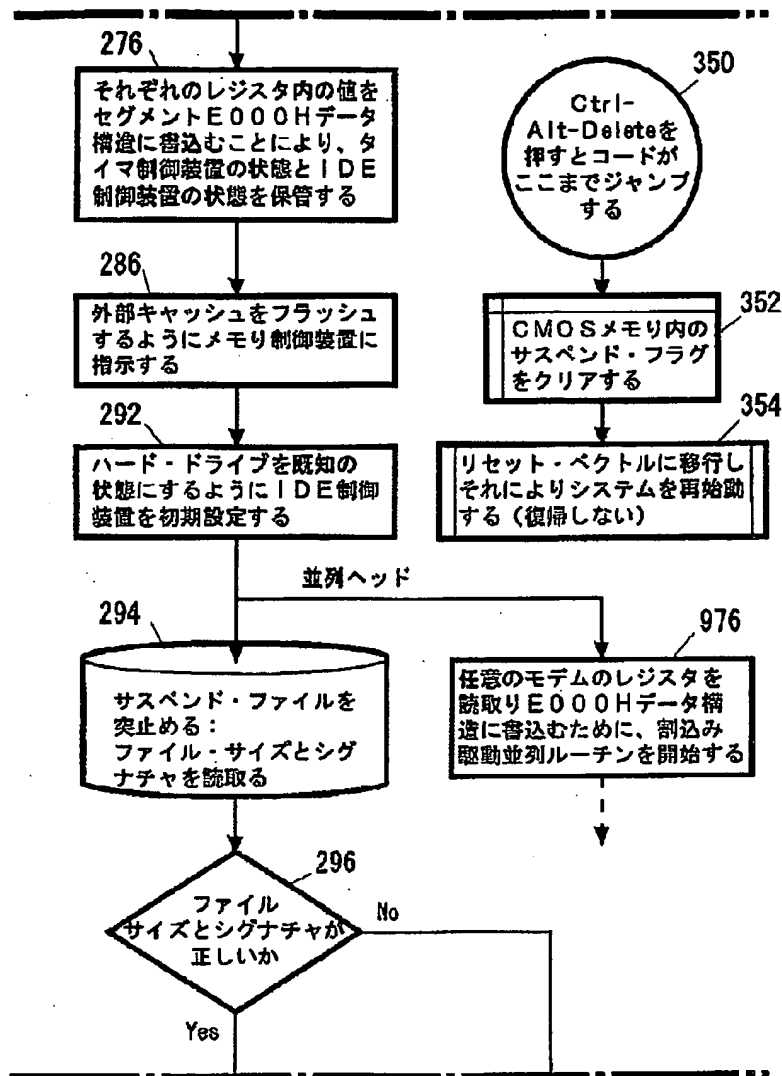 276
それぞれのレジスタ内の値を
セグメントE000Hデータ
構造に書込むことにより、タ
イマ制御装置の状態とIDE
制御装置の状態を保管する
286
外部キャッシュをフラッシュ
するようにメモリ制御装置に
指示する
292
ハード・ドライブを既知の
状態にするようにIDE制御
装置を初期設定する
350
Ctrl-
Alt-Deleteを
押すとコードが
ここまでジャンプ
する
352
CMOSメモリ内の
サスペンド・フラグ
をクリアする
354
リセット・ベクトルに移行し
それによりシステムを再始動
する(復帰しない)
並列ヘッド
294
サスペンド・ファイルを
突止める:
ファイル・サイズとシグ
ナチャを読取る
976
任意のモデムのレジスタを
読取りE000Hデータ構
造に書込むために、割込み
駆動並列ルーチンを開始する
296
ファイル
サイズとシグナチャが
正しいか
No
Yes